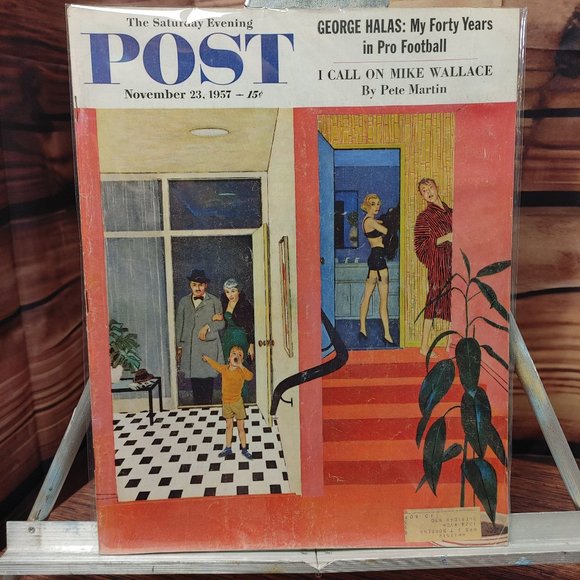 The Saturday Evening
POST
November 23, 1957 – 15¢
GEORGE HALAS: My Forty Years
in Pro Football
I CALL ON MIKE WALLACE
By Pete Martin